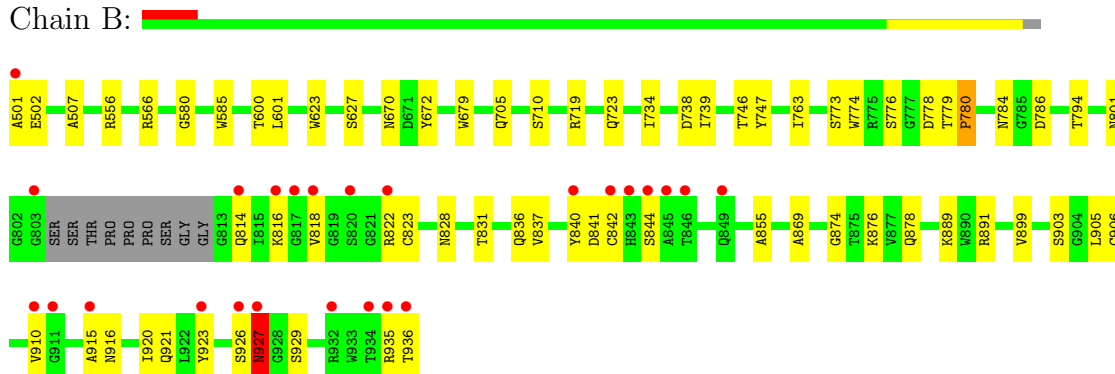 Chain B:
A501 E502 A507 R556 R566 G580 W585 T600 L601 W623 S627 N670 D671 Y672 W679 Q705 S710 R719 Q723 I734 D738 I739 T746 Y747 I763 S773 W774 R775 S776 G777 D778 T779 P780 N784 G785 D786 T794 N801
G802 G803 SER SER THR PRO PRO PRO SER GLY GLY G813 Q814 I815 K816 G817 V818 G819 S820 G821 R822 C823 N828 T831 Q836 V837 Y840 D841 C842 H843 S844 A845 T846 Q849 A855 A869 G874 T875 K876 V877 Q878 K889 W890 R891 V899 S903 G904 L905 C906
V910 G911 A915 N916 I920 Q921 L922 Y923 S926 N927 G928 S929 R932 W933 T934 R935 T936